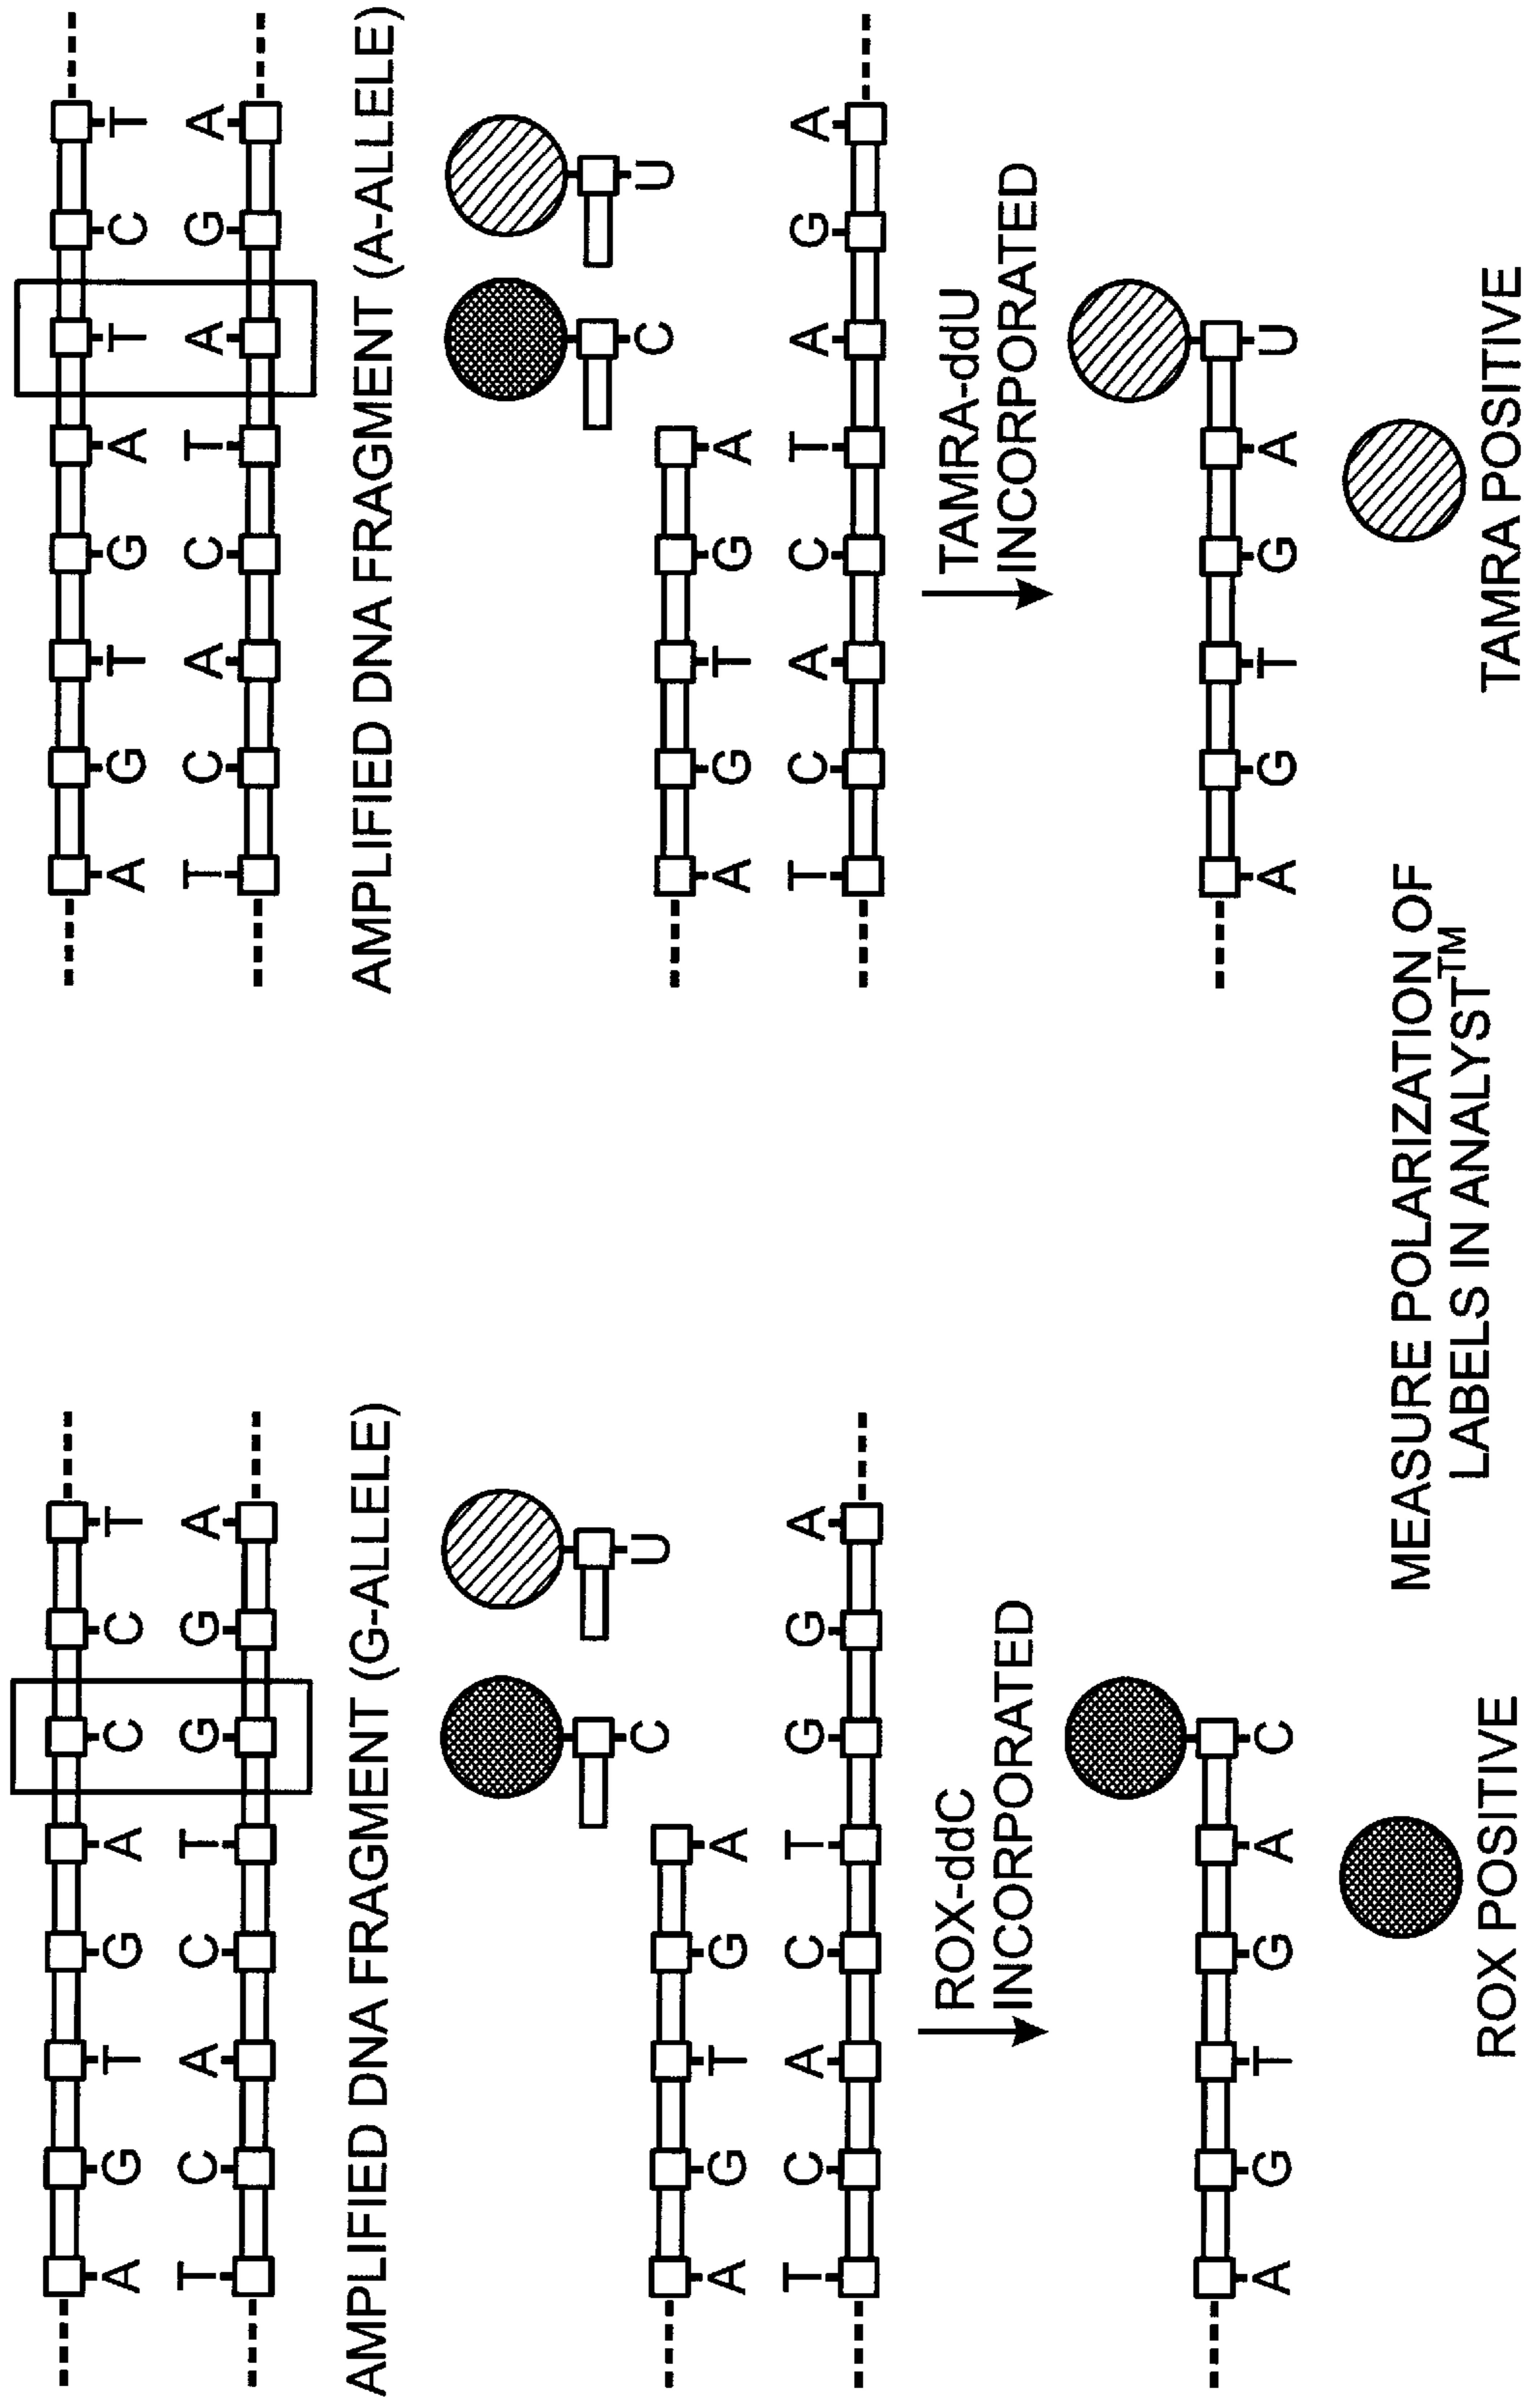 A G T G A C C T
T C A C T G G A
AMPLIFIED DNA FRAGMENT (G-ALLELE)
C U
A G T G A
T C A C T G G A
ROX-ddC
INCORPORATED
A G T G A C
ROX POSITIVE
MEASURE POLARIZATION OF
LABELS IN ANALYST™
A G T G A T C T
T C A C T A G A
AMPLIFIED DNA FRAGMENT (A-ALLELE)
C U
A G T G A
T C A C T A G A
TAMRA-ddU
INCORPORATED
A G T G A U
TAMRA POSITIVE